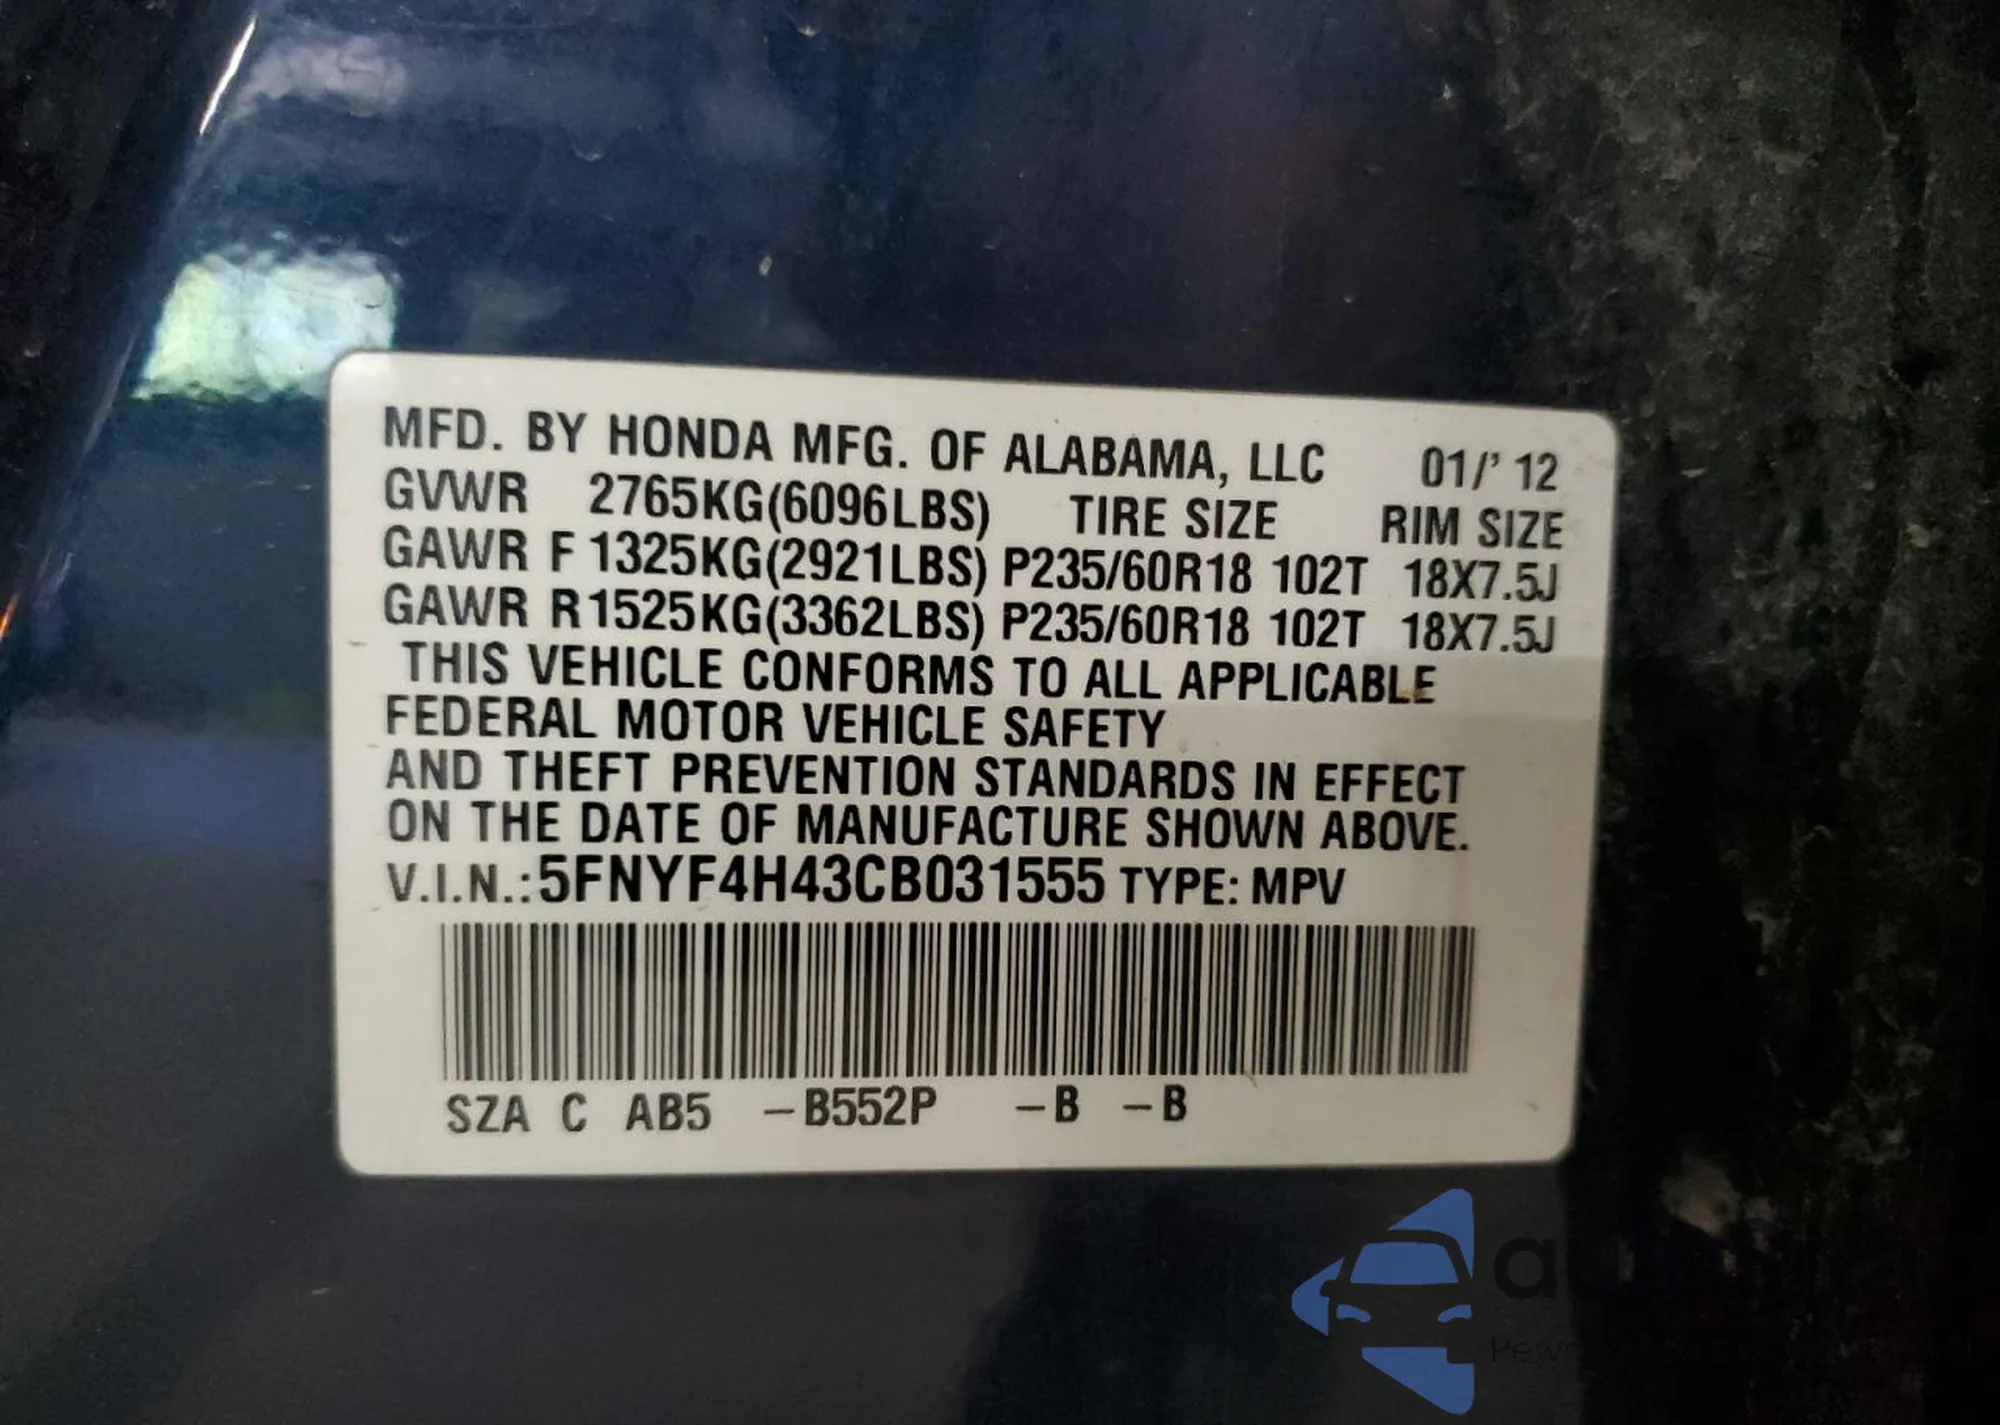 MFD. BY HONDA MFG. OF ALABAMA, LLC 01/' 12
GVWR 2765KG(6096LBS) TIRE SIZE RIM SIZE
GAWR F 1325KG(2921LBS) P235/60R18 102T 18X7.5J
GAWR R1525KG(3362LBS) P235/60R18 102T 18X7.5J
THIS VEHICLE CONFORMS TO ALL APPLICABLE
FEDERAL MOTOR VEHICLE SAFETY
AND THEFT PREVENTION STANDARDS IN EFFECT
ON THE DATE OF MANUFACTURE SHOWN ABOVE.
V.I.N.:5FNYF4H43CB031555 TYPE: MPV
SZA C AB5 –B552P –B –B